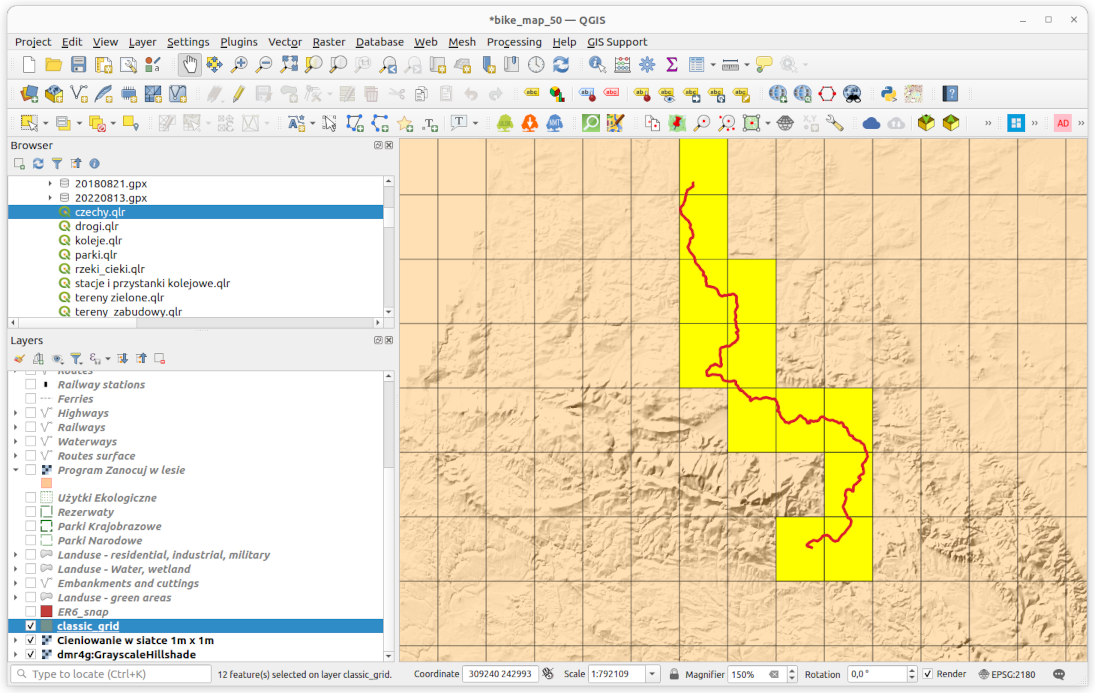 *bike_map_50 — QGIS
Project Edit View Layer Settings Plugins Vector Raster Database Web Mesh Processing Help GIS Support
Browser
20180821.gpx
20220813.gpx
czechy.qlr
drogi.qlr
koleje.qlr
parki.qlr
rzeki_cieki.qlr
stacje i przystanki kolejowe.qlr
tereny zielone.qlr
tereny_zabudowy.qlr
Layers
Routes
Railway stations
Ferries
Highways
Railways
Waterways
Routes surface
Program Zanocuj w lesie
Użytki Ekologiczne
Rezerwaty
Parki Krajobrazowe
Parki Narodowe
Landuse - residential, industrial, military
Landuse - Water, wetland
Embankments and cuttings
Landuse - green areas
ER6_snap
classic_grid
Cieniowanie w siatce 1m x 1m
dmr4g:GrayscaleHillshade
Type to locate (Ctrl+K) 12 feature(s) selected on layer classic_grid. Coordinate 309240 242993 Scale 1:792109 Magnifier 150% Rotation 0,0° Render EPSG:2180